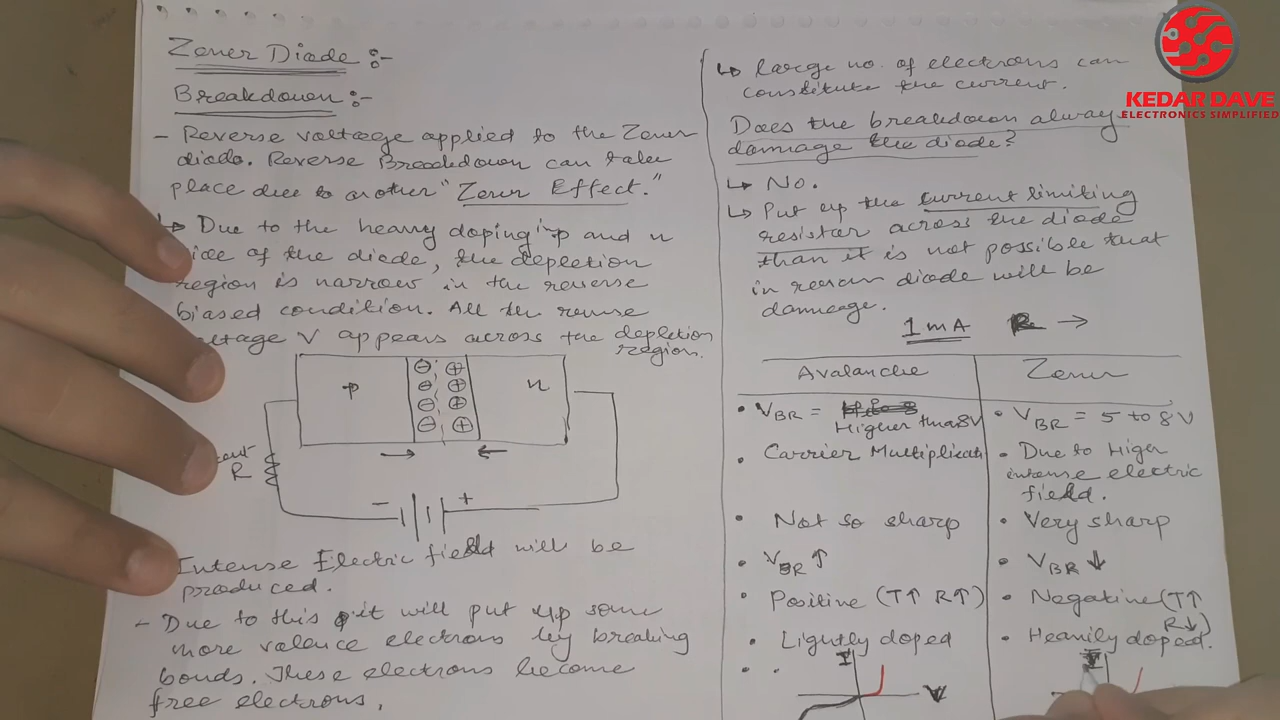 Zener Diode :-
Breakdown :-
- Reverse voltage applied to the Zener
diode. Reverse Breakdown can take
place due to another "Zener Effect."
↳ Due to the heavy doping p and n
side of the diode, the depletion
region is narrow in the reverse
biased condition. All the reverse
voltage V appears across the depletion
region.
p
n
⊖ ⊕
⊖ ⊕
⊖ ⊕
⊖ ⊕
→ ←
R
- +
Intense Electric field will be
produced.
- Due to this it will put up some
more valance electrons by breaking
bonds. These electrons become
free electrons.
↳ large no. of electrons can
constitute the current.
Does the breakdown always
dammage the diode?
↳ No.
↳ Put up the current limiting
resistor across the diode
than it is not possible that
in reverse diode will be
dammage.
1 mA →
Avalanche
Zener
• VBR =
Higher than 8V
• VBR = 5 to 8V
• Carrier Multiplicati
• Due to Higer
intense electric
field.
• Not so sharp
• Very sharp
• VBR ↑
• VBR ↓
• Positive (T↑ R↑)
• Negative (T↑
R↓)
• Lightly doped
• Heavily doped.
I
V
KEDAR DAVE
ELECTRONICS SIMPLIFIED